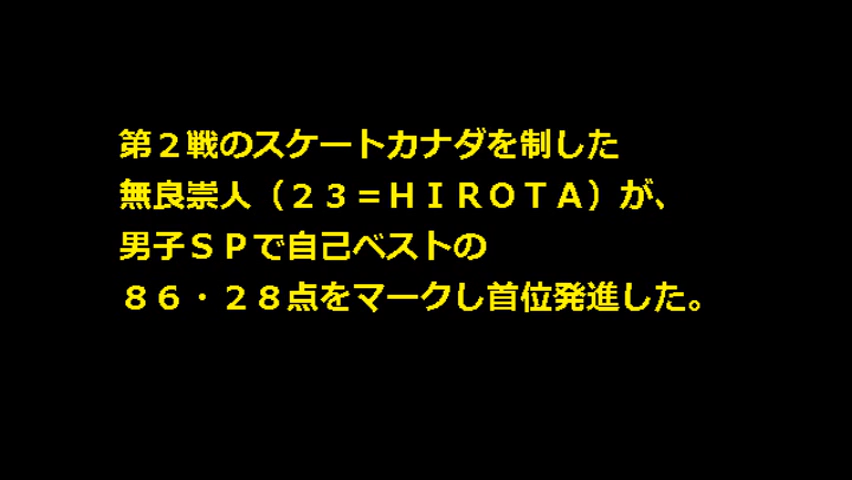 第２戦のスケートカナダを制した
無良崇人（２３＝ＨＩＲＯＴＡ）が、
男子ＳＰで自己ベストの
８６・２８点をマークし首位発進した。